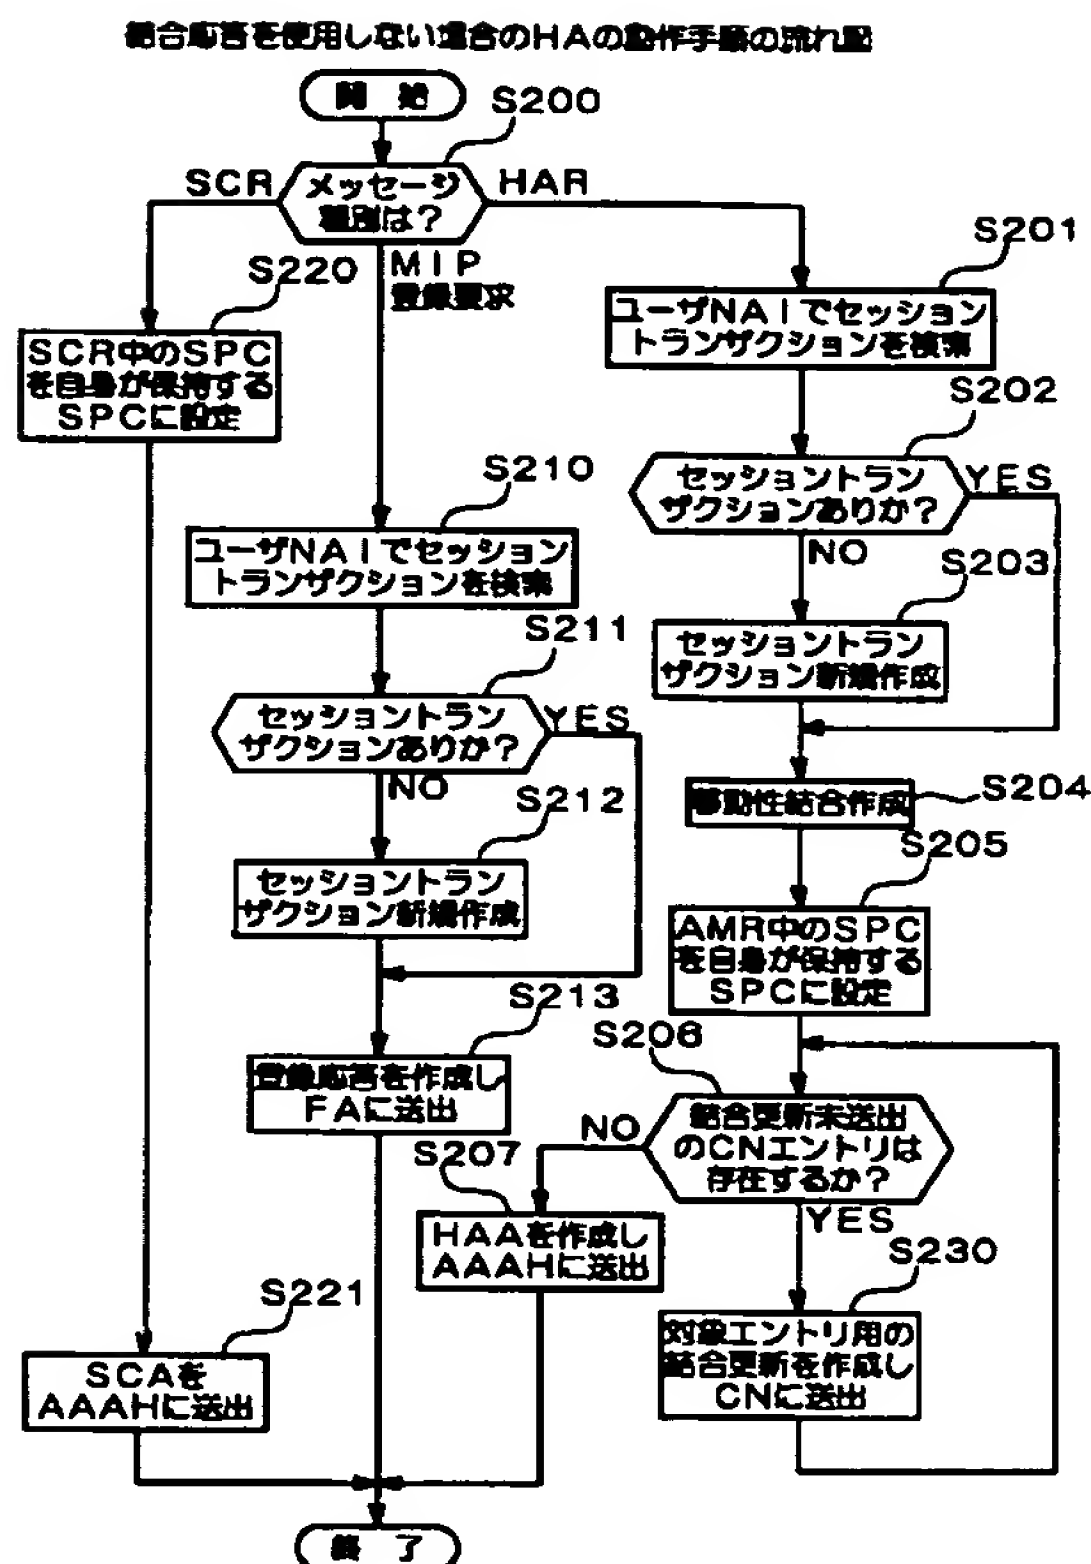 結合応答を使用しない場合のHAの動作手順の流れ図
開 始
S200
SCR
メッセージ
種別は?
HAR
S201
S220
MIP
登録要求
ユーザNAIでセッション
トランザクションを検索
SCR中のSPC
を自身が保持する
SPCに設定
S202
セッショントラン
ザクションありか?
YES
S210
NO
ユーザNAIでセッション
トランザクションを検索
S203
セッショントラン
ザクション新規作成
S211
セッショントラン
ザクションありか?
YES
NO
S204
移動性結合作成
S212
S205
セッショントラン
ザクション新規作成
AMR中のSPC
を自身が保持する
SPCに設定
S213
S206
登録応答を作成し
FAに送出
結合更新未送出
のCNエントリは
存在するか?
NO
S207
YES
HAAを作成し
AAAHに送出
S230
S221
対象エントリ用の
結合更新を作成し
CNに送出
SCAを
AAAHに送出
終 了